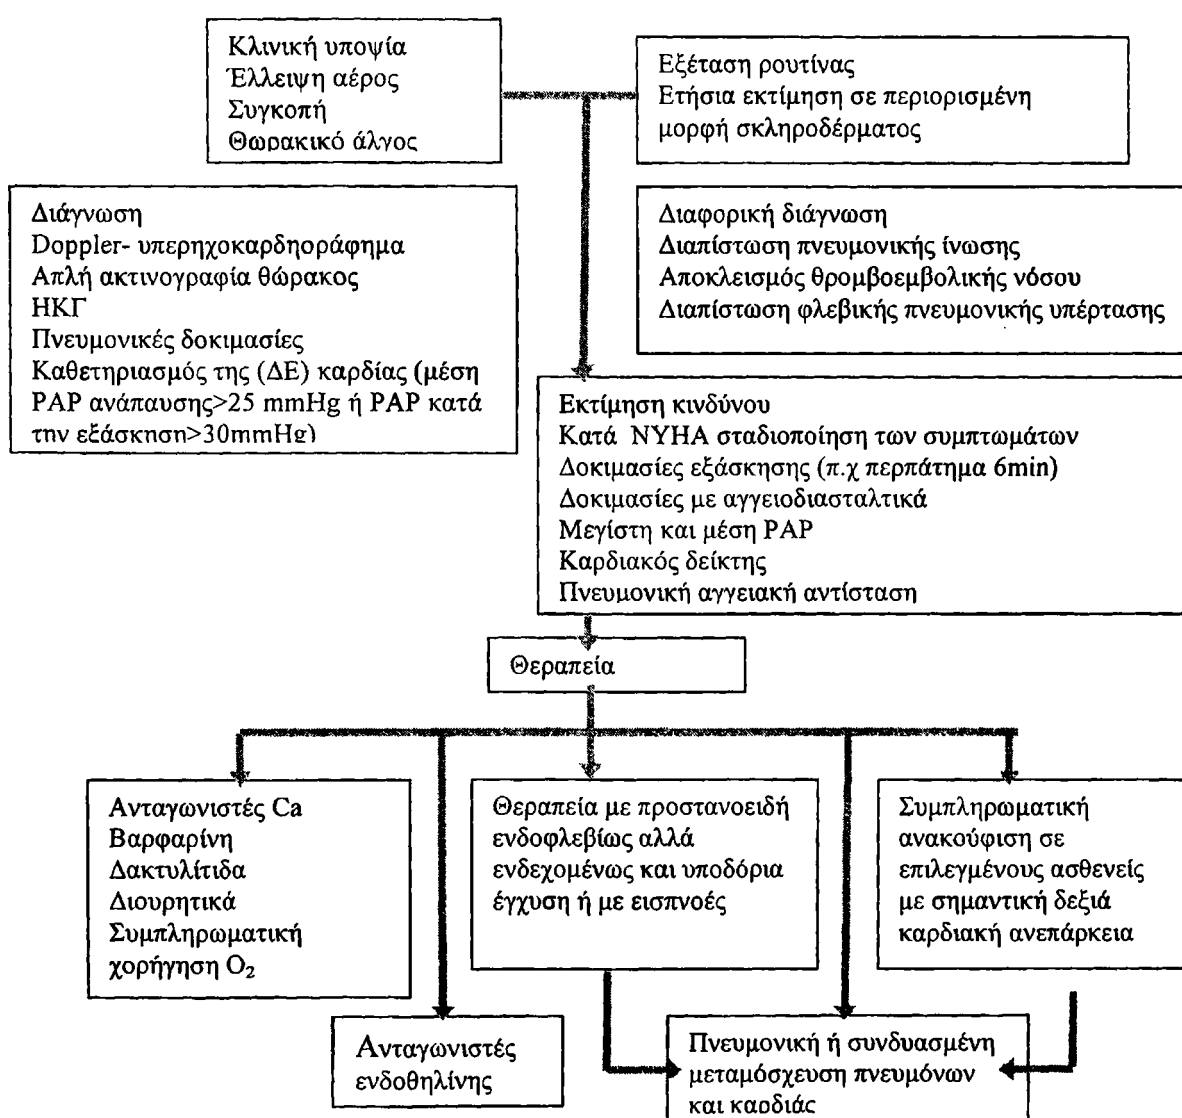 Κλινική υποψία
Έλλειψη αέρος
Συγκοπή
Θωρακικό άλγος
Εξέταση ρουτίνας
Ετήσια εκτίμηση σε περιορισμένη
μορφή σκληροδέρματος
Διάγνωση
Doppler- υπερηχοκαρδηοράφημα
Απλή ακτινογραφία θώρακος
ΗΚΓ
Πνευμονικές δοκιμασίες
Καθετηριασμός της (ΔΕ) καρδίας (μέση
PAP ανάπαυσης>25 mmHg ή PAP κατά
την εξάσκηση>30mmHg)
Διαφορική διάγνωση
Διαπίστωση πνευμονικής ίνωσης
Αποκλεισμός θρομβοεμβολικής νόσου
Διαπίστωση φλεβικής πνευμονικής υπέρτασης
Εκτίμηση κινδύνου
Κατά NYHA σταδιοποίηση των συμπτωμάτων
Δοκιμασίες εξάσκησης (π.χ περπάτημα 6min)
Δοκιμασίες με αγγειοδιασταλτικά
Μεγίστη και μέση PAP
Καρδιακός δείκτης
Πνευμονική αγγειακή αντίσταση
Θεραπεία
Ανταγωνιστές Ca
Βαρφαρίνη
Δακτυλίτιδα
Διουρητικά
Συμπληρωματική
χορήγηση O₂
Θεραπεία με προστανοειδή
ενδοφλεβίως αλλά
ενδεχομένως και υποδόρια
έγχυση ή με εισπνοές
Συμπληρωματική
ανακούφιση σε
επιλεγμένους ασθενείς
με σημαντική δεξιά
καρδιακή ανεπάρκεια
Ανταγωνιστές
ενδοθηλίνης
Πνευμονική ή συνδυασμένη
μεταμόσχευση πνευμόνων
και καρδιάς